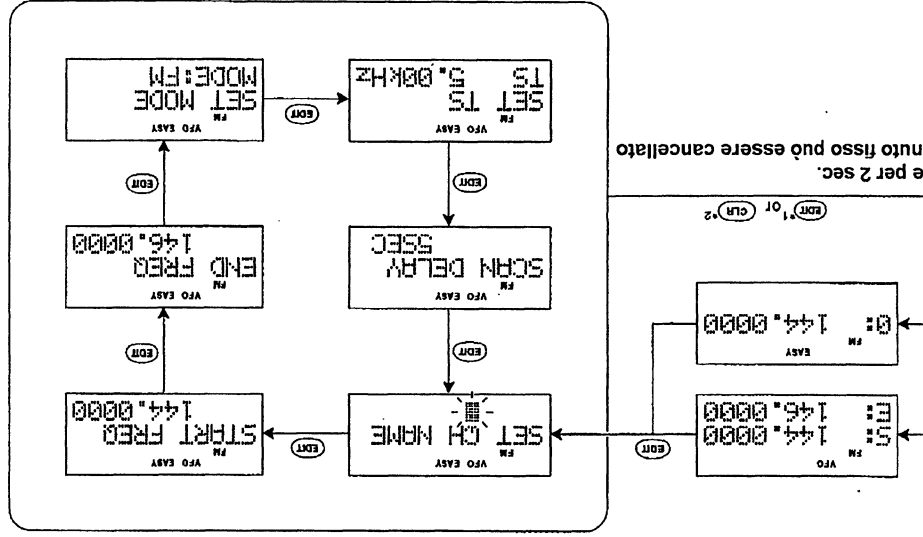 VFO
FM
S: 144.0000
E: 146.0000
EDIT
VFO EASY
FM
SET CH NAME
EDIT
VFO EASY
FM
START FREQ
144.0000
EASY
FM
0: 144.0000
EDIT
EDIT
VFO EASY
FM
SCAN DELAY
5SEC
VFO EASY
FM
END FREQ
146.0000
EDIT*1 or CLR*2
e per 2 sec.
nuto fisso può essere cancellato
EDIT
EDIT
VFO EASY
FM
SET TS
TS 5.00kHz
EDIT
VFO EASY
FM
SET MODE
MODE:FM